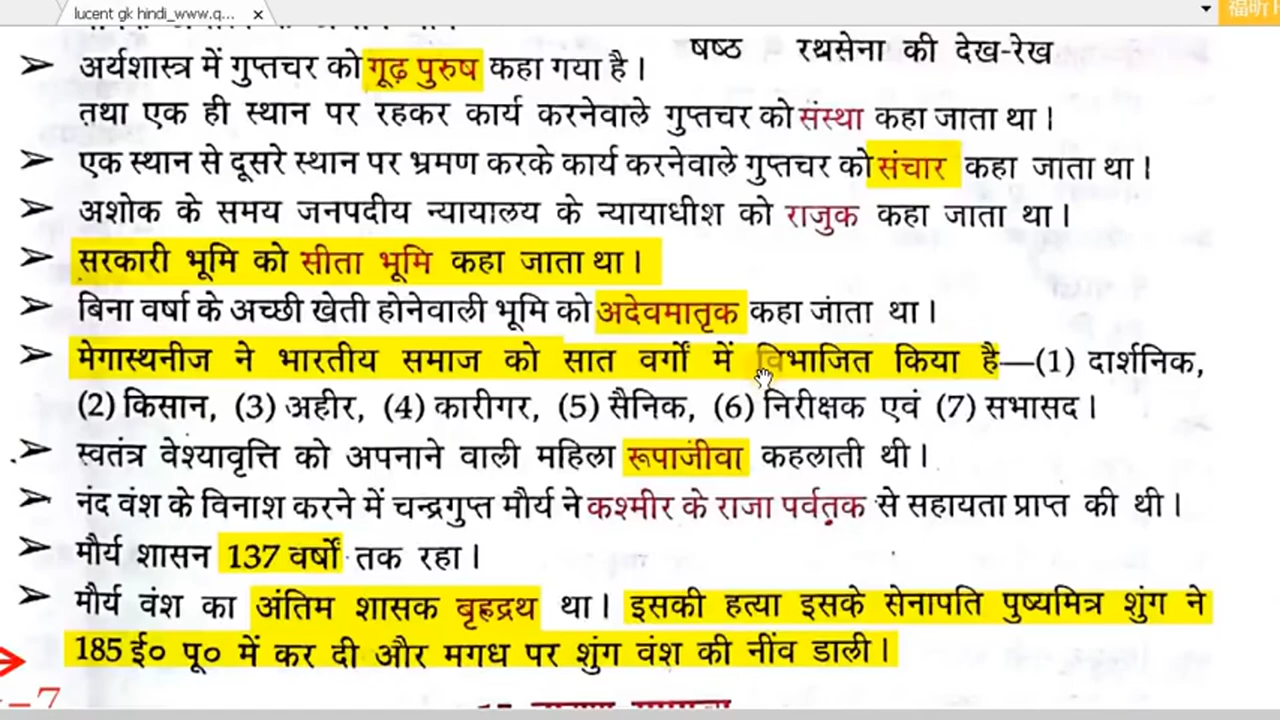 lucent gk hindi_www.q... ×
षष्ठ रथसेना की देख-रेख
➢ अर्थशास्त्र में गुप्तचर को गूढ़ पुरुष कहा गया है।
तथा एक ही स्थान पर रहकर कार्य करनेवाले गुप्तचर को संस्था कहा जाता था।
➢ एक स्थान से दूसरे स्थान पर भ्रमण करके कार्य करनेवाले गुप्तचर को संचार कहा जाता था।
➢ अशोक के समय जनपदीय न्यायालय के न्यायाधीश को राजुक कहा जाता था।
➢ सरकारी भूमि को सीता भूमि कहा जाता था।
➢ बिना वर्षा के अच्छी खेती होनेवाली भूमि को अदेवमातृक कहा जाता था।
➢ मेगास्थनीज ने भारतीय समाज को सात वर्गों में विभाजित किया है—(1) दार्शनिक,
(2) किसान, (3) अहीर, (4) कारीगर, (5) सैनिक, (6) निरीक्षक एवं (7) सभासद।
➢ स्वतंत्र वेश्यावृत्ति को अपनाने वाली महिला रूपाजीवा कहलाती थी।
➢ नंद वंश के विनाश करने में चन्द्रगुप्त मौर्य ने कश्मीर के राजा पर्वतक से सहायता प्राप्त की थी।
➢ मौर्य शासन 137 वर्षों तक रहा।
➢ मौर्य वंश का अंतिम शासक बृहद्रथ था। इसकी हत्या इसके सेनापति पुष्यमित्र शुंग ने
185 ई० पू० में कर दी और मगध पर शुंग वंश की नींव डाली।
-7